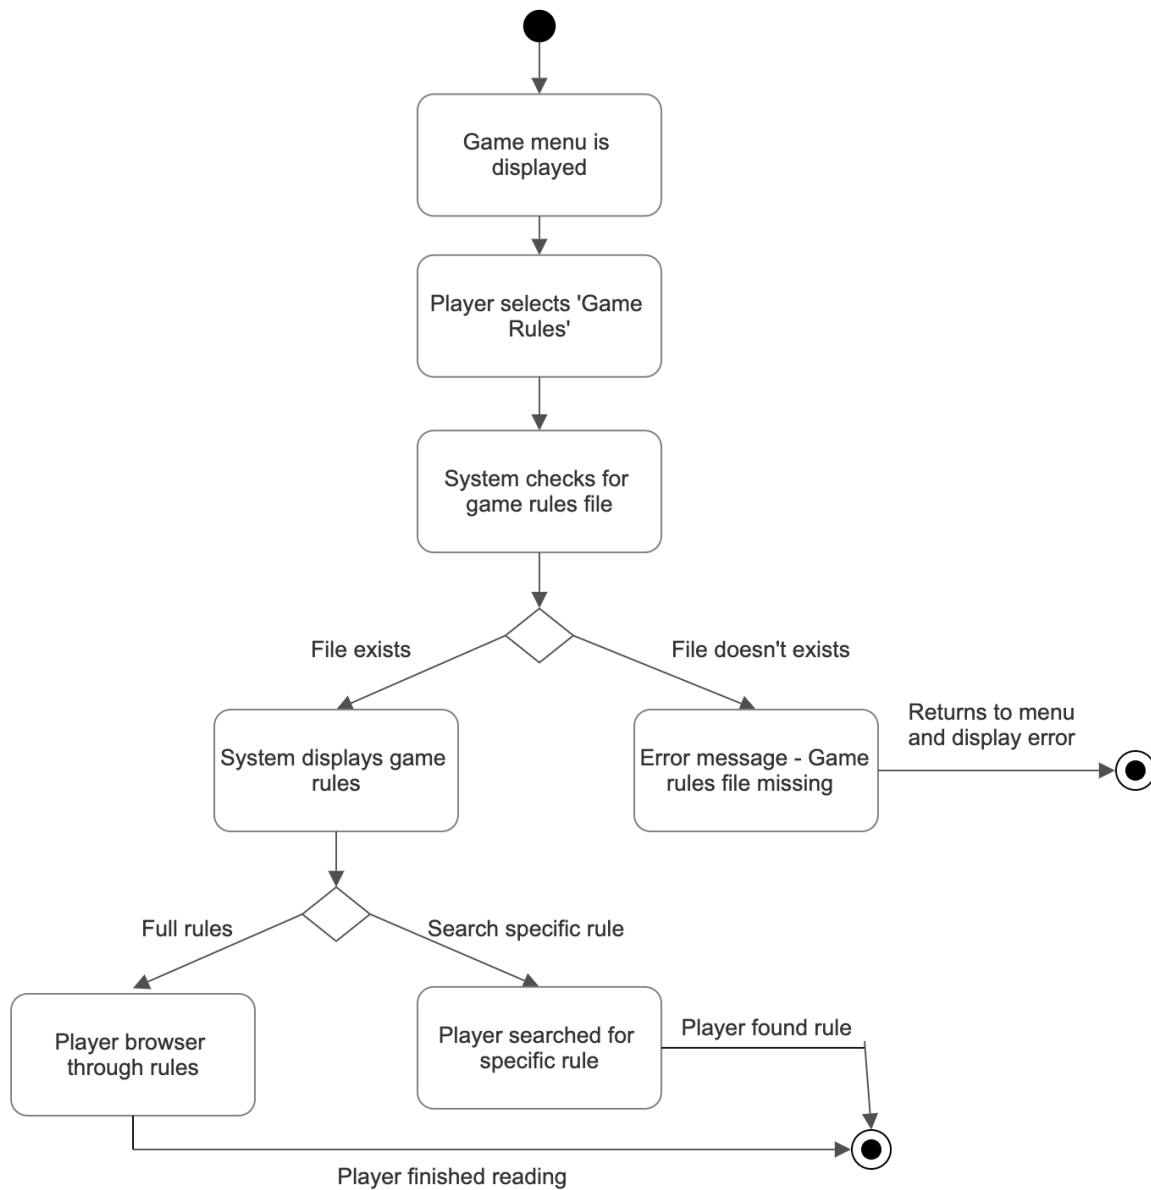 Game menu is
displayed
Player selects 'Game
Rules'
System checks for
game rules file
File exists
File doesn't exists
System displays game
rules
Error message - Game
rules file missing
Returns to menu
and display error
Full rules
Search specific rule
Player browser
through rules
Player searched for
specific rule
Player found rule
Player finished reading